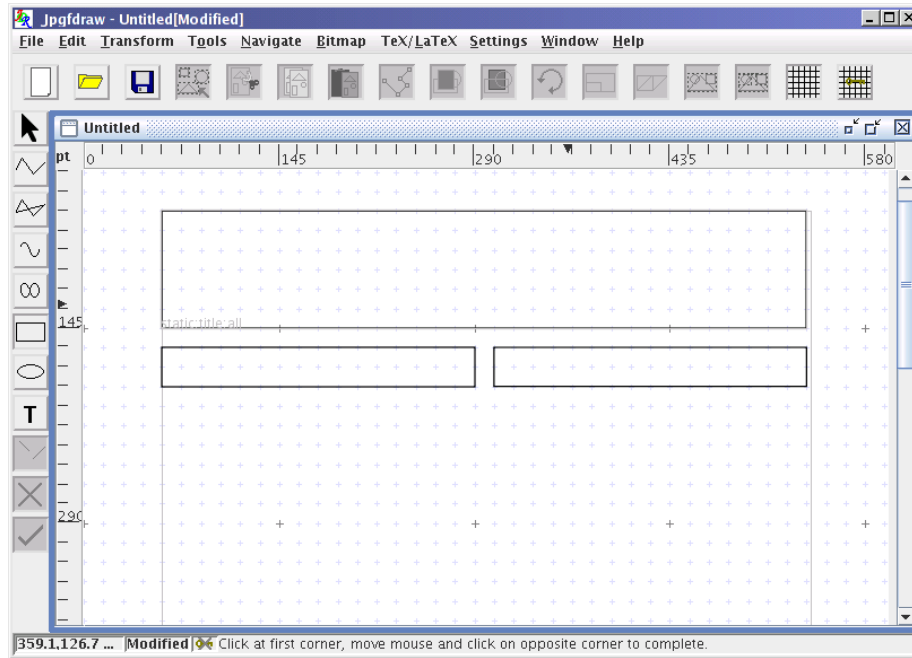 Jpgfdraw - Untitled[Modified]
File Edit Transform Tools Navigate Bitmap TeX/LaTeX Settings Window Help
Untitled
pt 0 145 290 435 580
static:title:all
145
T
290
359.1,126.7 ... Modified Click at first corner, move mouse and click on opposite corner to complete.